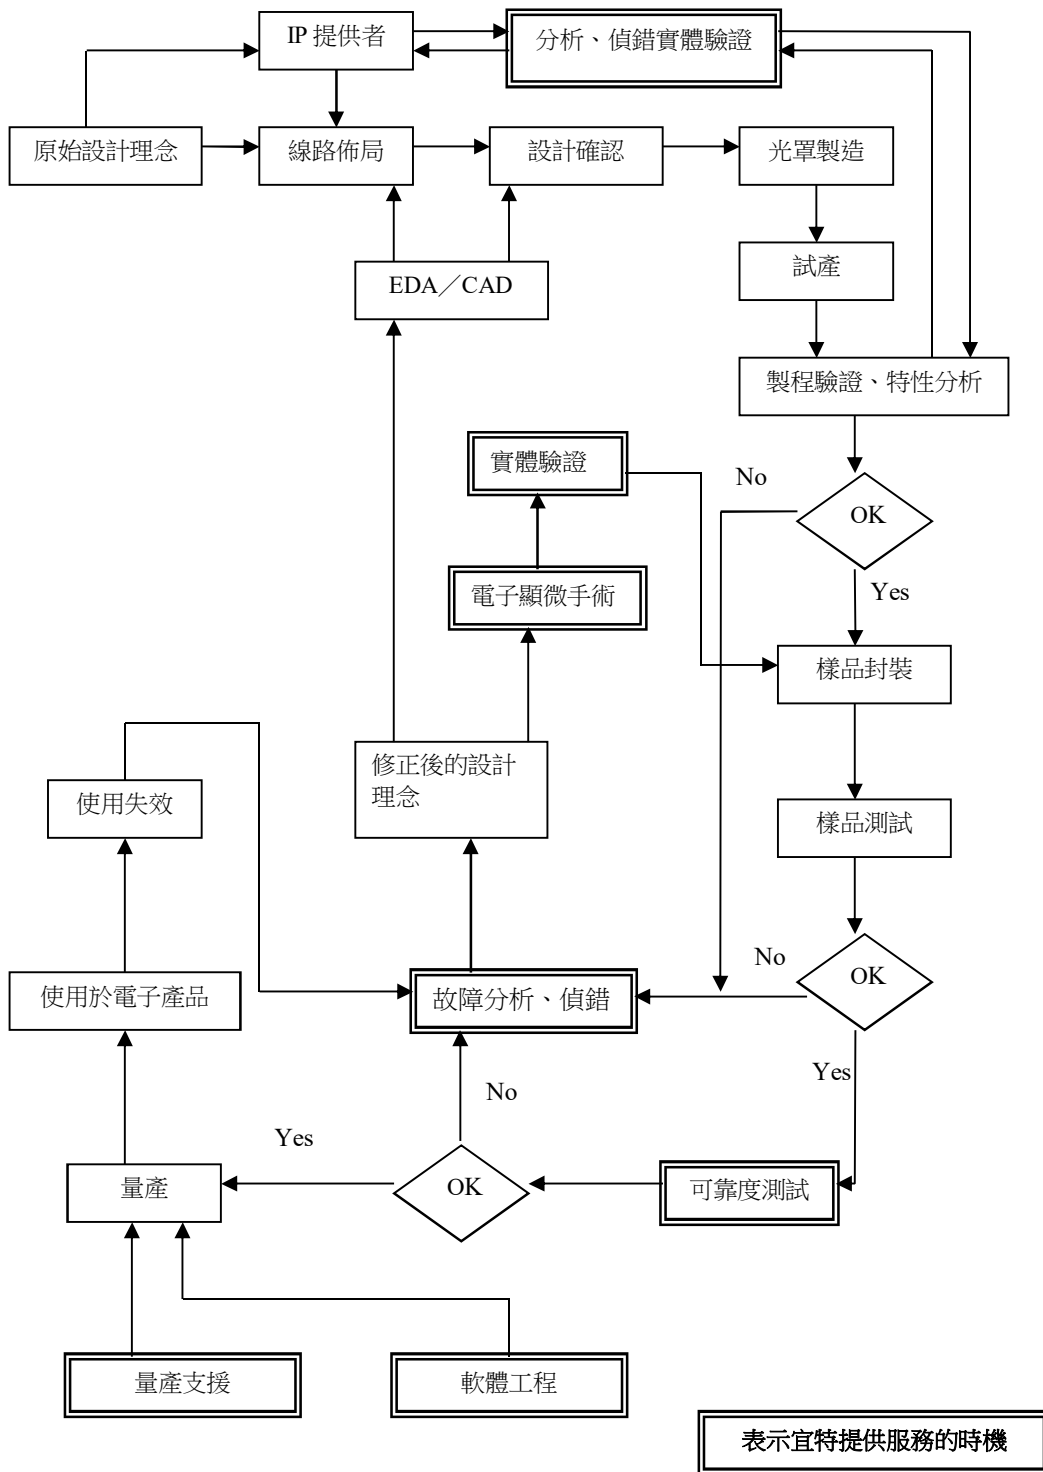 IP 提供者
分析、偵錯實體驗證
原始設計理念
線路佈局
設計確認
光罩製造
試產
EDA／CAD
製程驗證、特性分析
實體驗證
No
OK
Yes
電子顯微手術
樣品封裝
修正後的設計
理念
使用失效
樣品測試
No
OK
使用於電子產品
故障分析、偵錯
Yes
No
Yes
量產
OK
可靠度測試
量產支援
軟體工程
表示宜特提供服務的時機